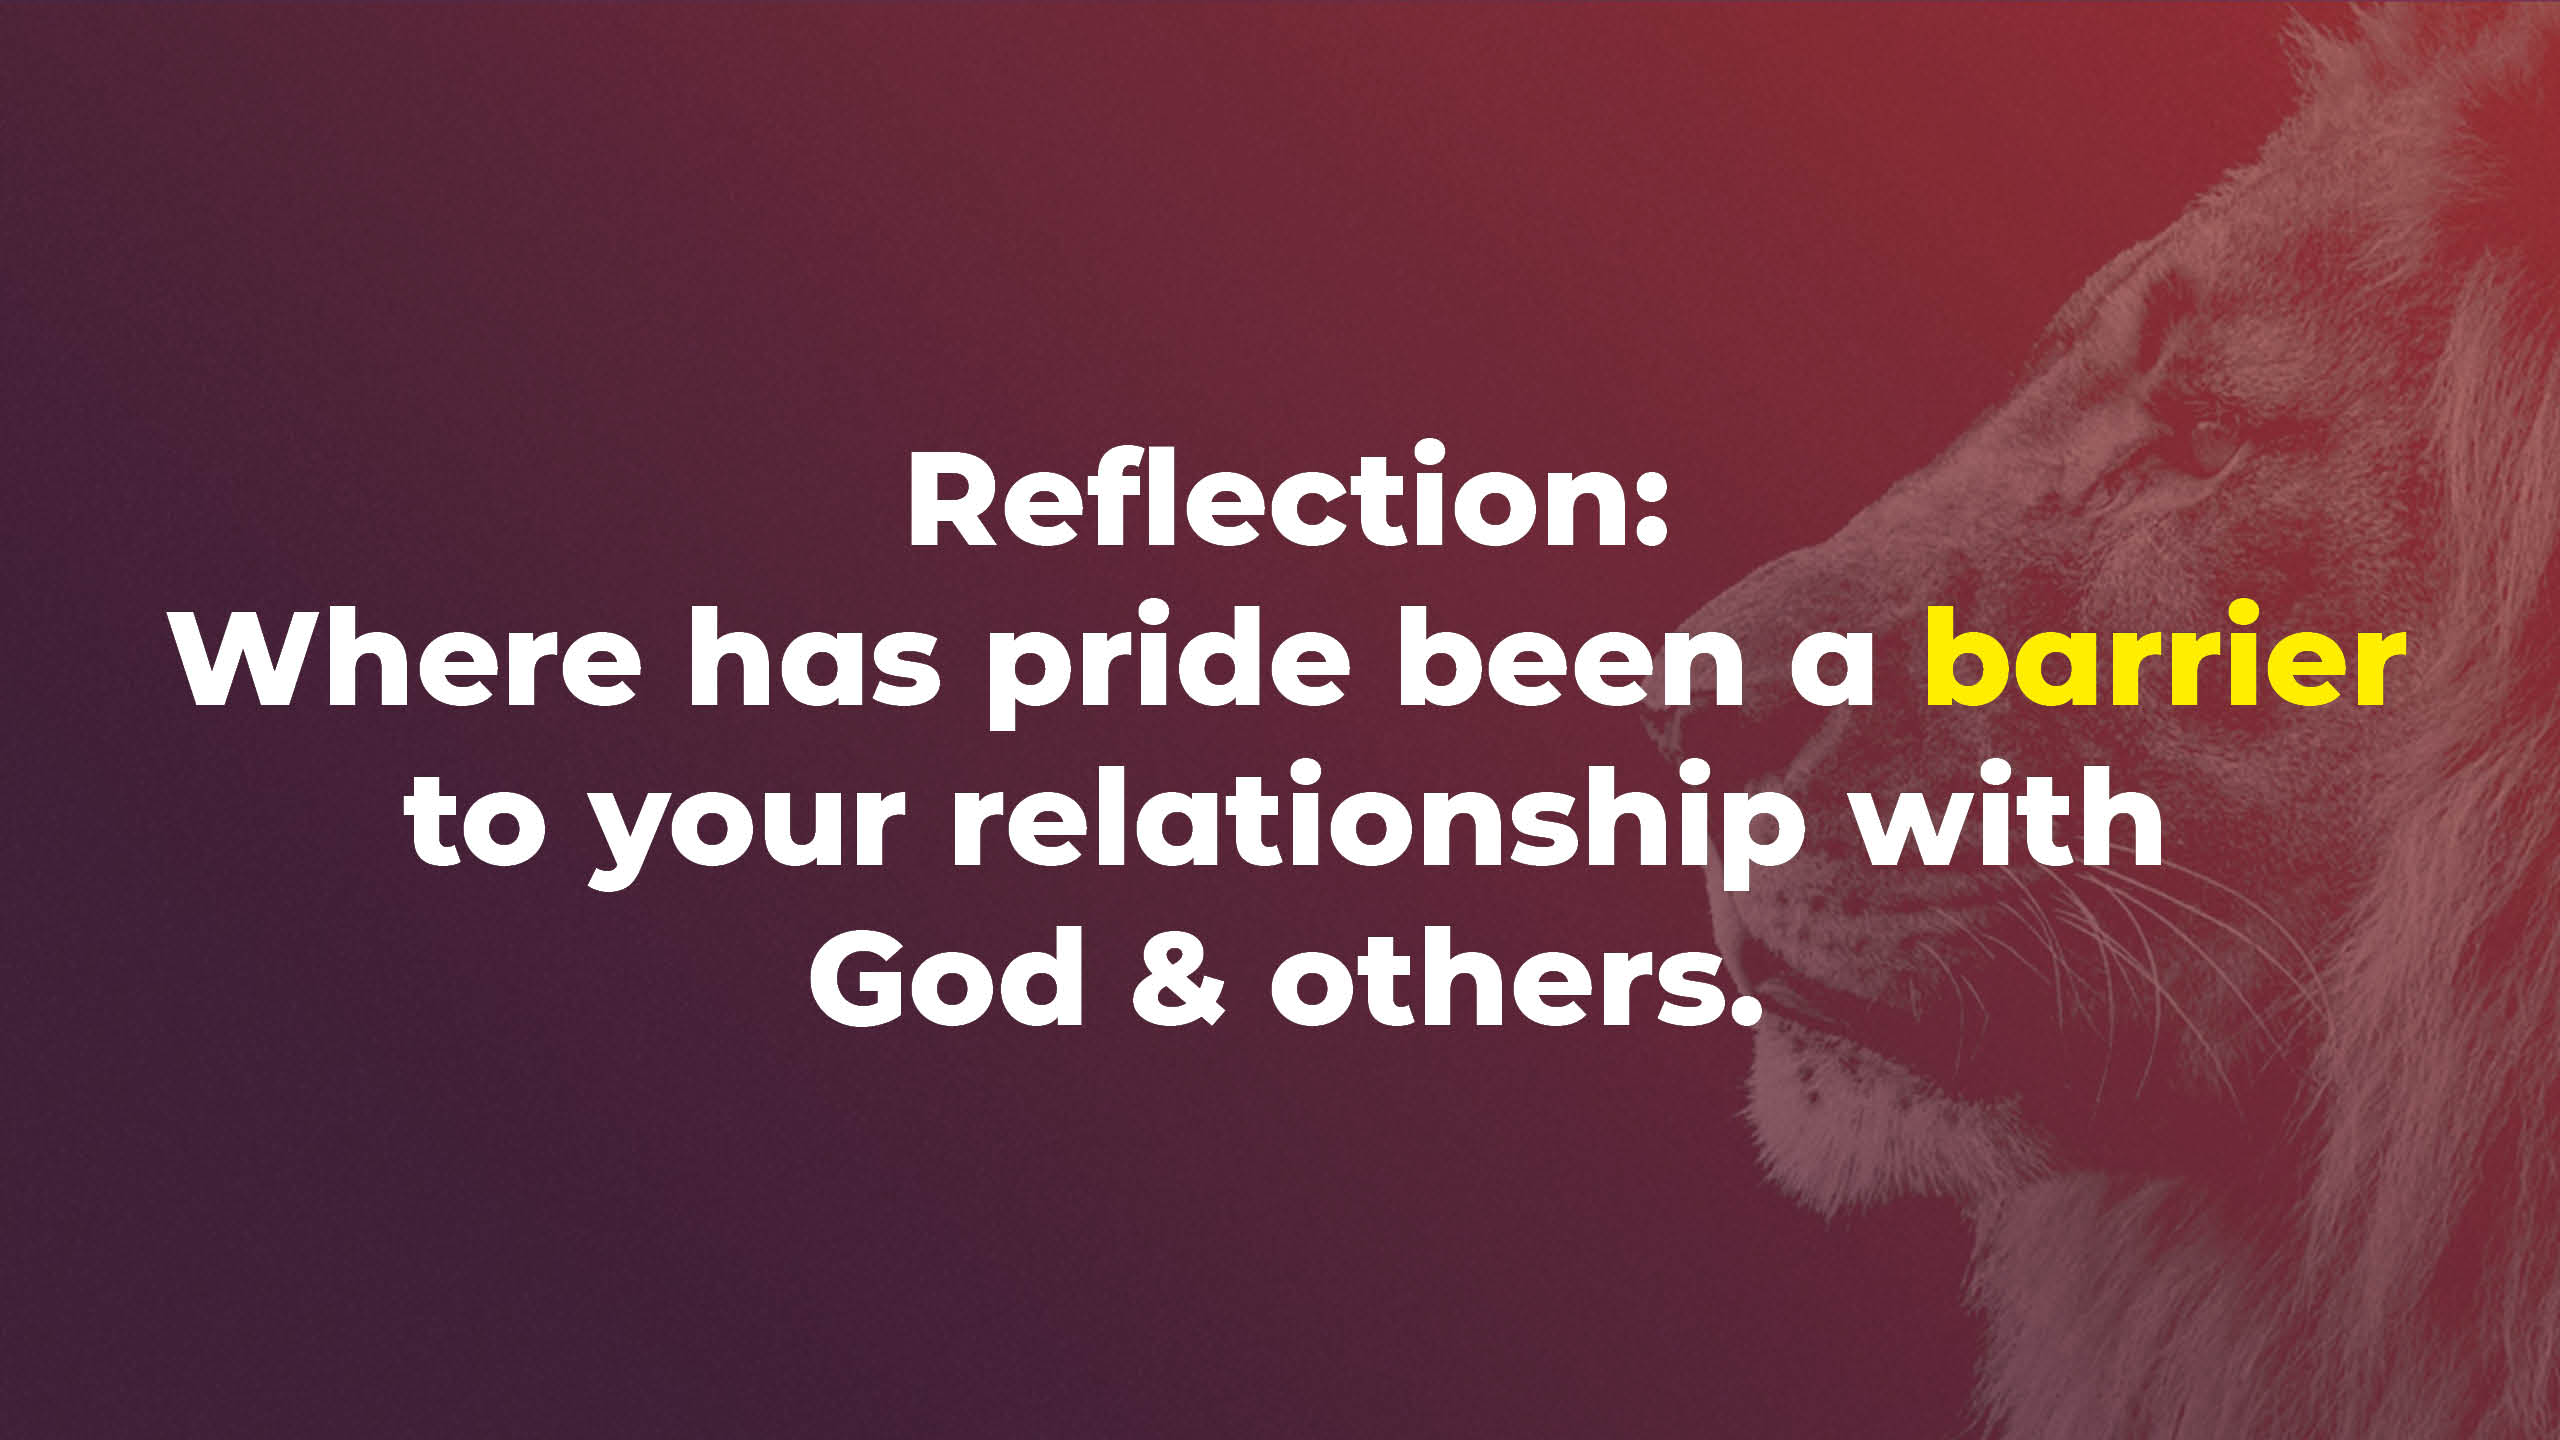 Reflection:
Where has pride been a barrier
to your relationship with
God & others.